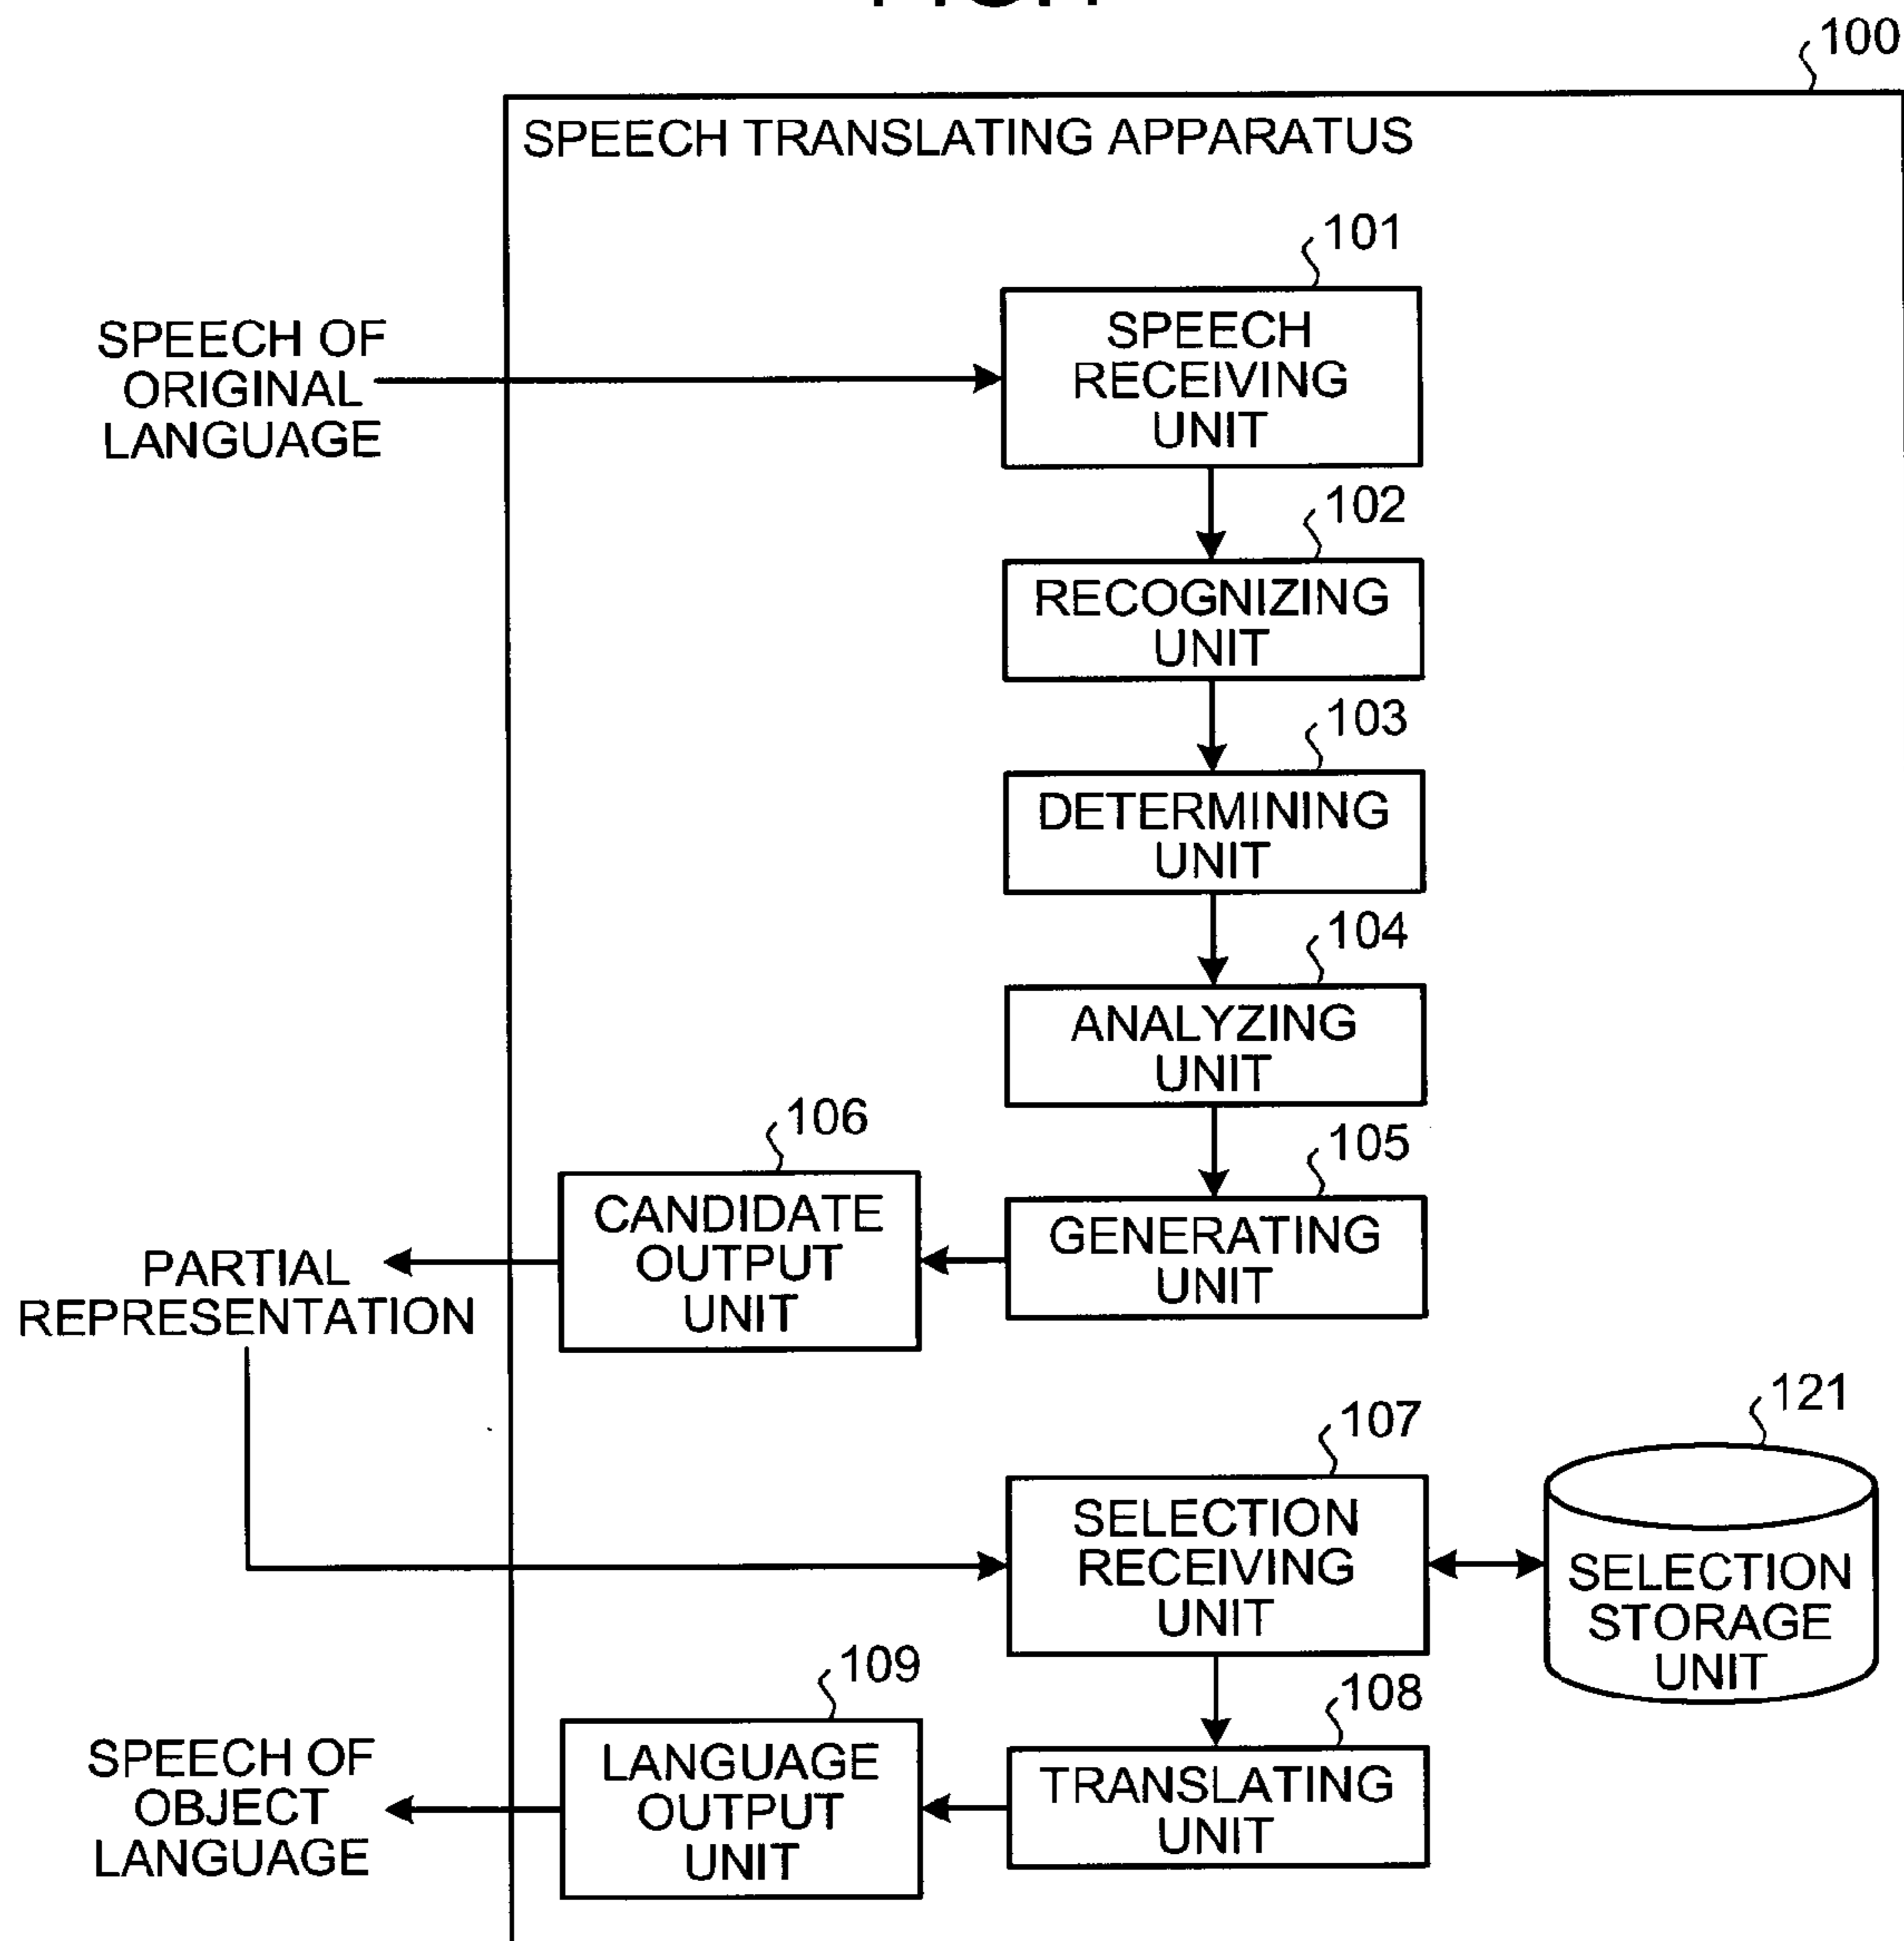 100
SPEECH TRANSLATING APPARATUS
101
SPEECH OF
ORIGINAL
LANGUAGE
SPEECH
RECEIVING
UNIT
102
RECOGNIZING
UNIT
103
DETERMINING
UNIT
104
ANALYZING
UNIT
105
GENERATING
UNIT
106
CANDIDATE
OUTPUT
UNIT
PARTIAL
REPRESENTATION
107
SELECTION
RECEIVING
UNIT
121
SELECTION
STORAGE
UNIT
108
TRANSLATING
UNIT
109
LANGUAGE
OUTPUT
UNIT
SPEECH OF
OBJECT
LANGUAGE